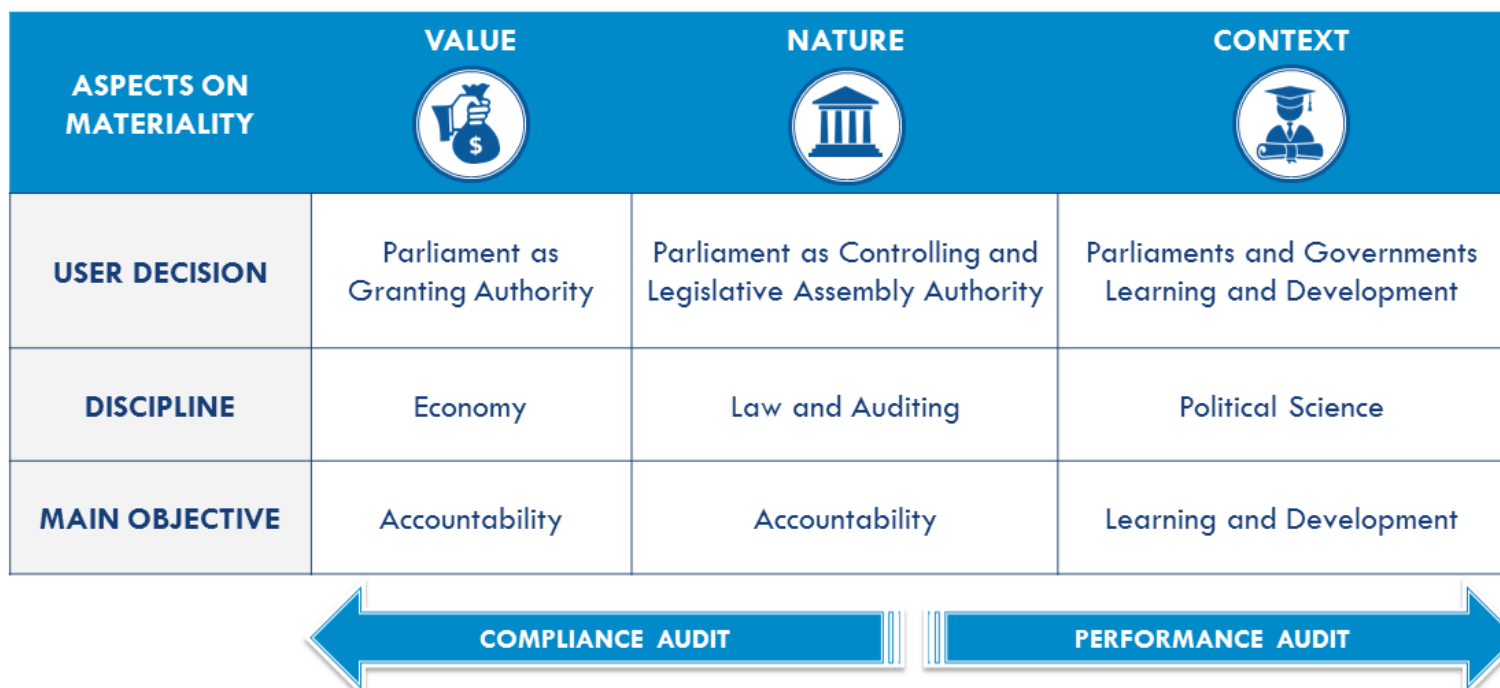 VALUE
NATURE
CONTEXT
ASPECTS ON
MATERIALITY
$
USER DECISION
Parliament as
Granting Authority
Parliament as Controlling and
Legislative Assembly Authority
Parliaments and Governments
Learning and Development
DISCIPLINE
Economy
Law and Auditing
Political Science
MAIN OBJECTIVE
Accountability
Accountability
Learning and Development
COMPLIANCE AUDIT
PERFORMANCE AUDIT